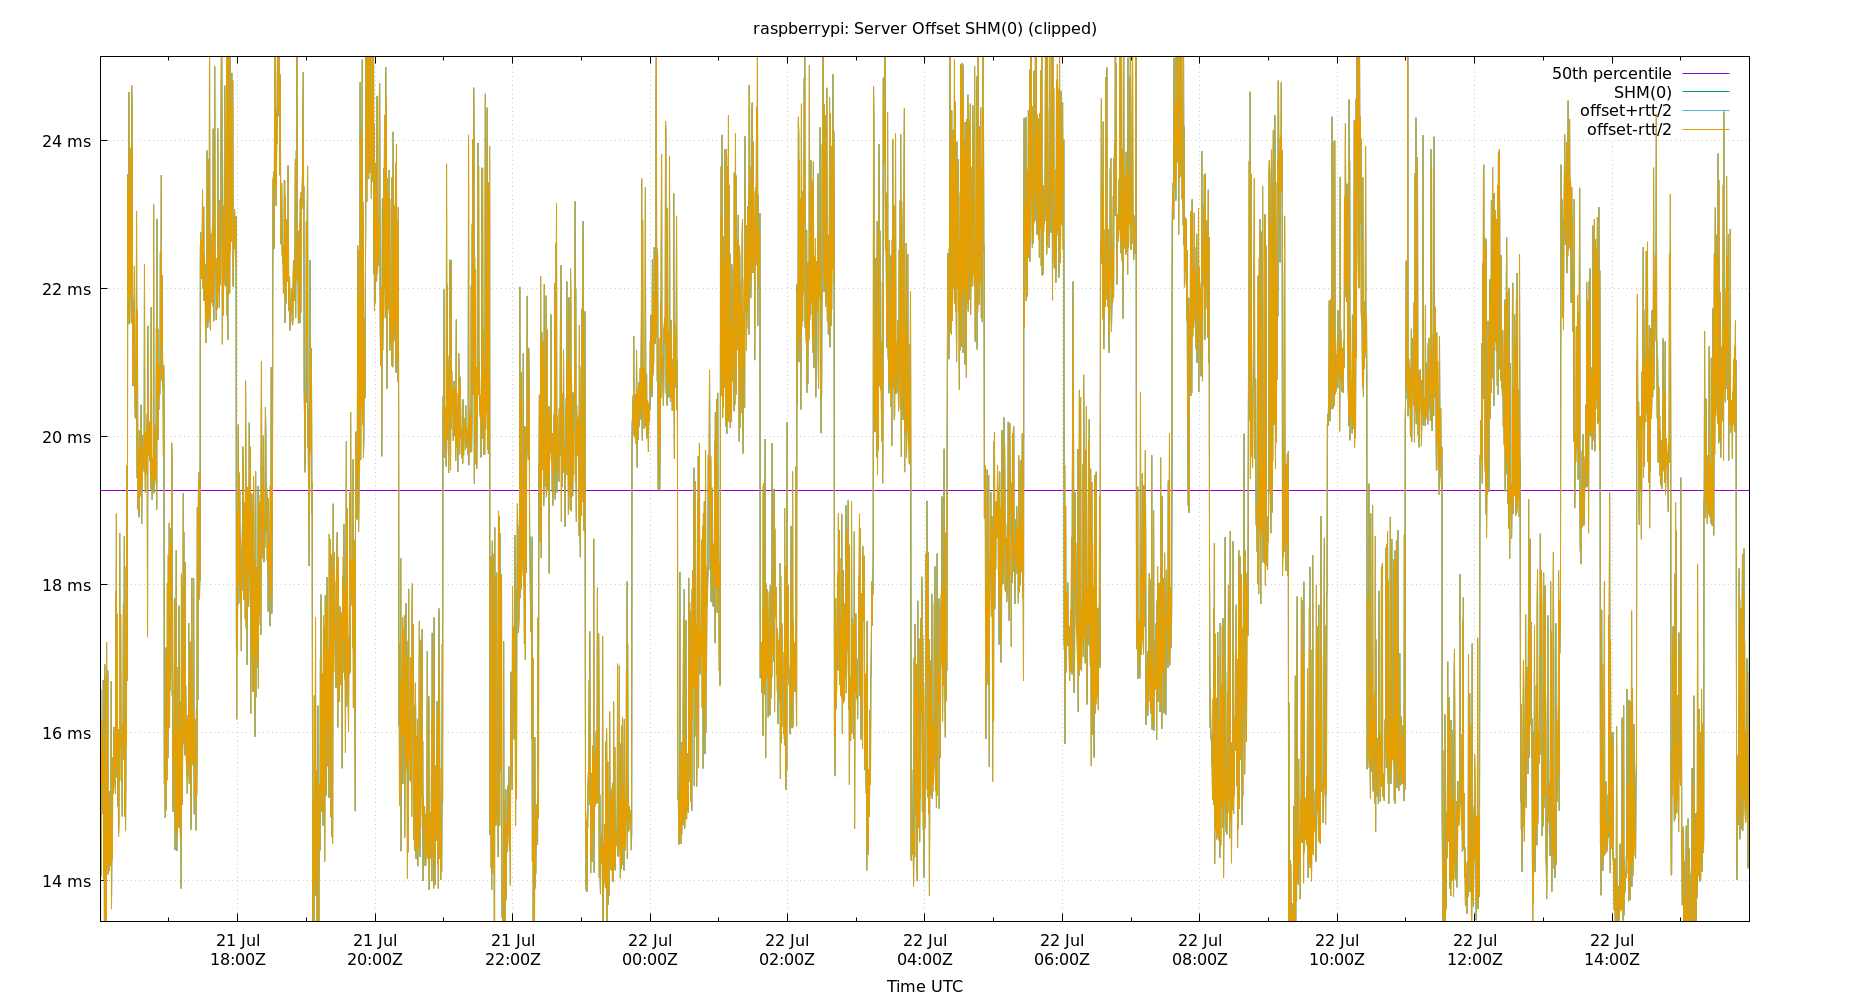 raspberrypi: Server Offset SHM(0) (clipped)
50th percentile
SHM(0)
offset+rtt/2
offset-rtt/2
24 ms
22 ms
20 ms
18 ms
16 ms
14 ms
21 Jul 21 Jul 21 Jul 22 Jul 22 Jul 22 Jul 22 Jul 22 Jul 22 Jul 22 Jul 22 Jul
18:00Z 20:00Z 22:00Z 00:00Z 02:00Z 04:00Z 06:00Z 08:00Z 10:00Z 12:00Z 14:00Z
Time UTC